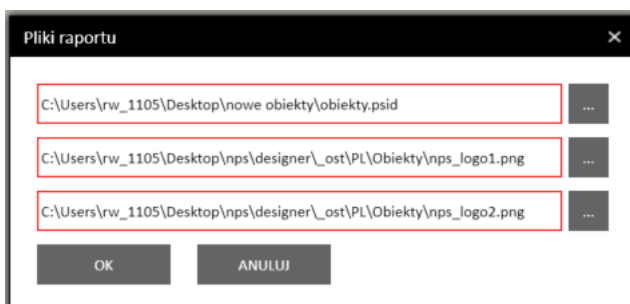 Pliki raportu
C:\Users\rw_1105\Desktop\nowe obiekty\obiekty.psid
...
C:\Users\rw_1105\Desktop\nps\designer\_ost\PL\Obiekty\nps_logo1.png
...
C:\Users\rw_1105\Desktop\nps\designer\_ost\PL\Obiekty\nps_logo2.png
...
OK ANULUJ